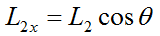 L₂ₓ = L₂ cos θ